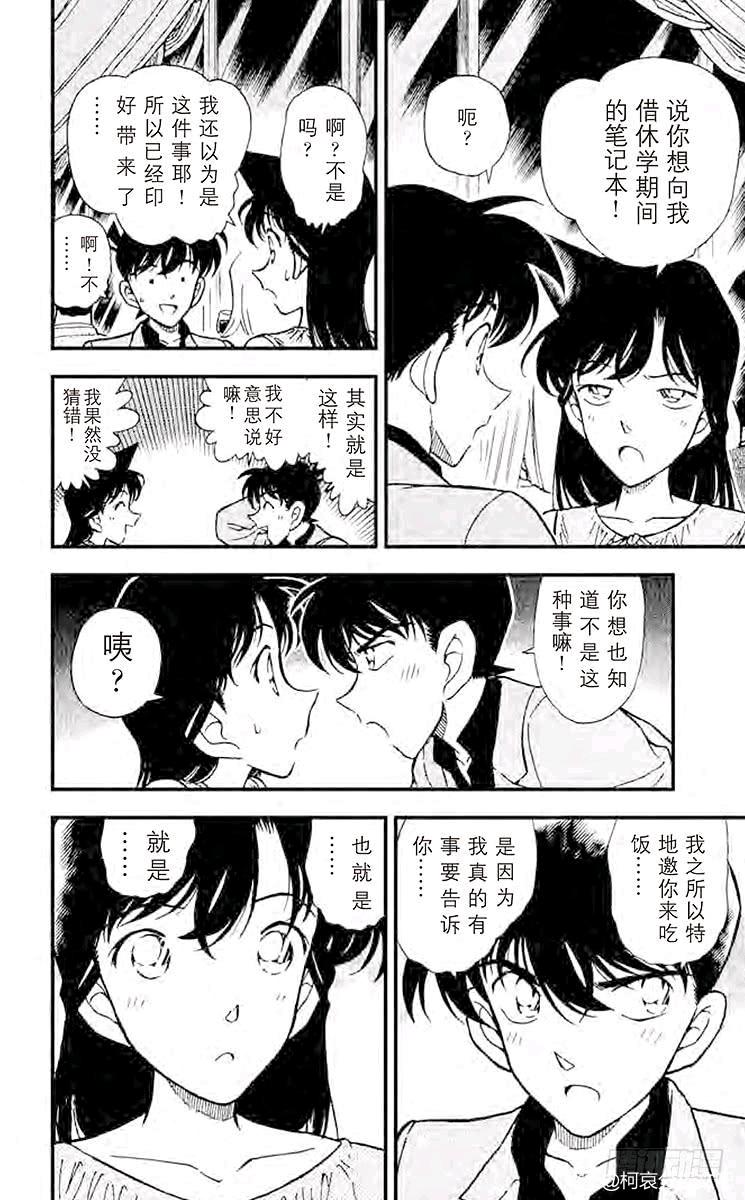 说你想向我
借休学期间
的笔记本！
呃？
啊？不是
吗？
我还以为是
这件事耶！
所以已经印
好带来了
……
啊！不
……
其实就是
这样！
我不好
意思说
嘛！
我果然没
猜错！
你想也知
道不是这
种事嘛！
咦？
我之所以特
地邀你来吃
饭……
是因为
我真的有
事要告诉
你……
也就是
……
就是
……
@柯哀